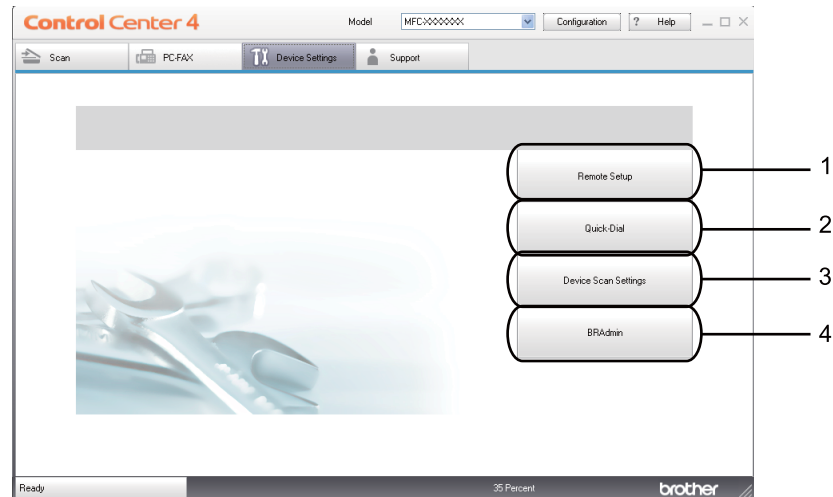 Control Center 4 Model MFC-XXXXXX Configuration ? Help
Scan PC-FAX Device Settings Support
Remote Setup 1
Quick-Dial 2
Device Scan Settings 3
BRAdmin 4
Ready 35 Percent brother